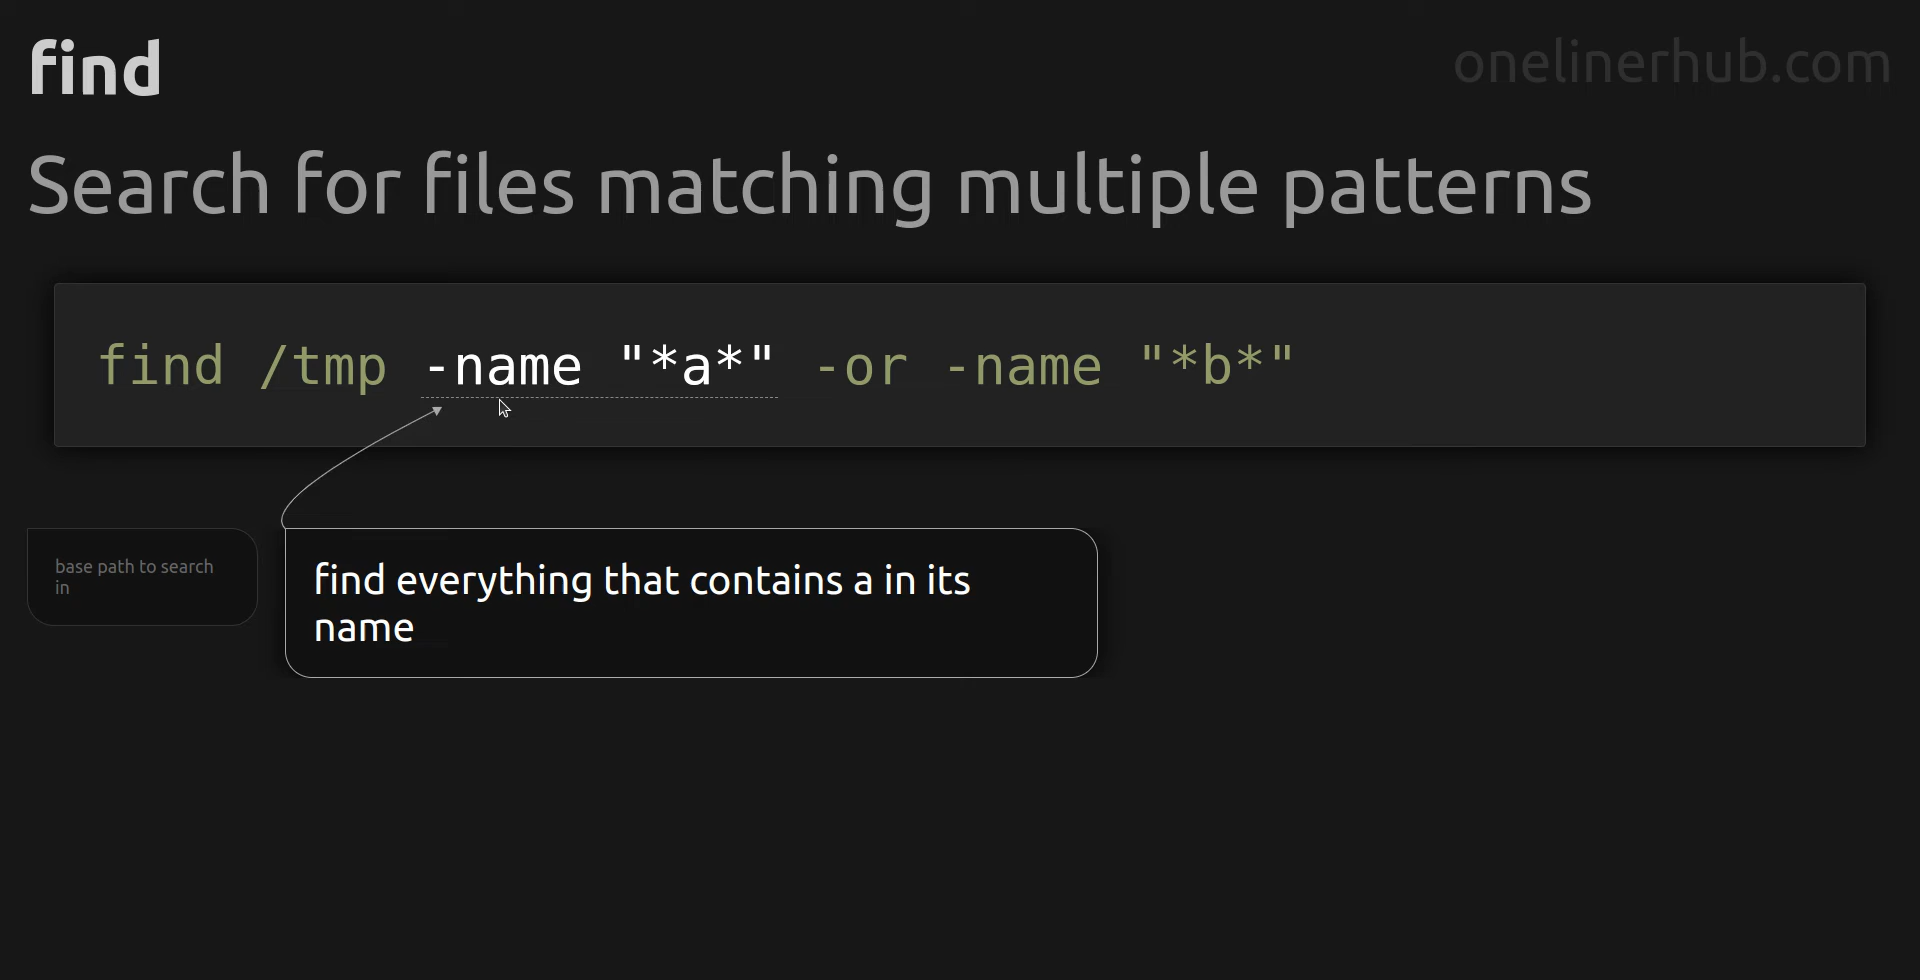 find
onelinerhub.com
Search for files matching multiple patterns
find /tmp -name "*a*" -or -name "*b*"
base path to search
in
find everything that contains a in its
name